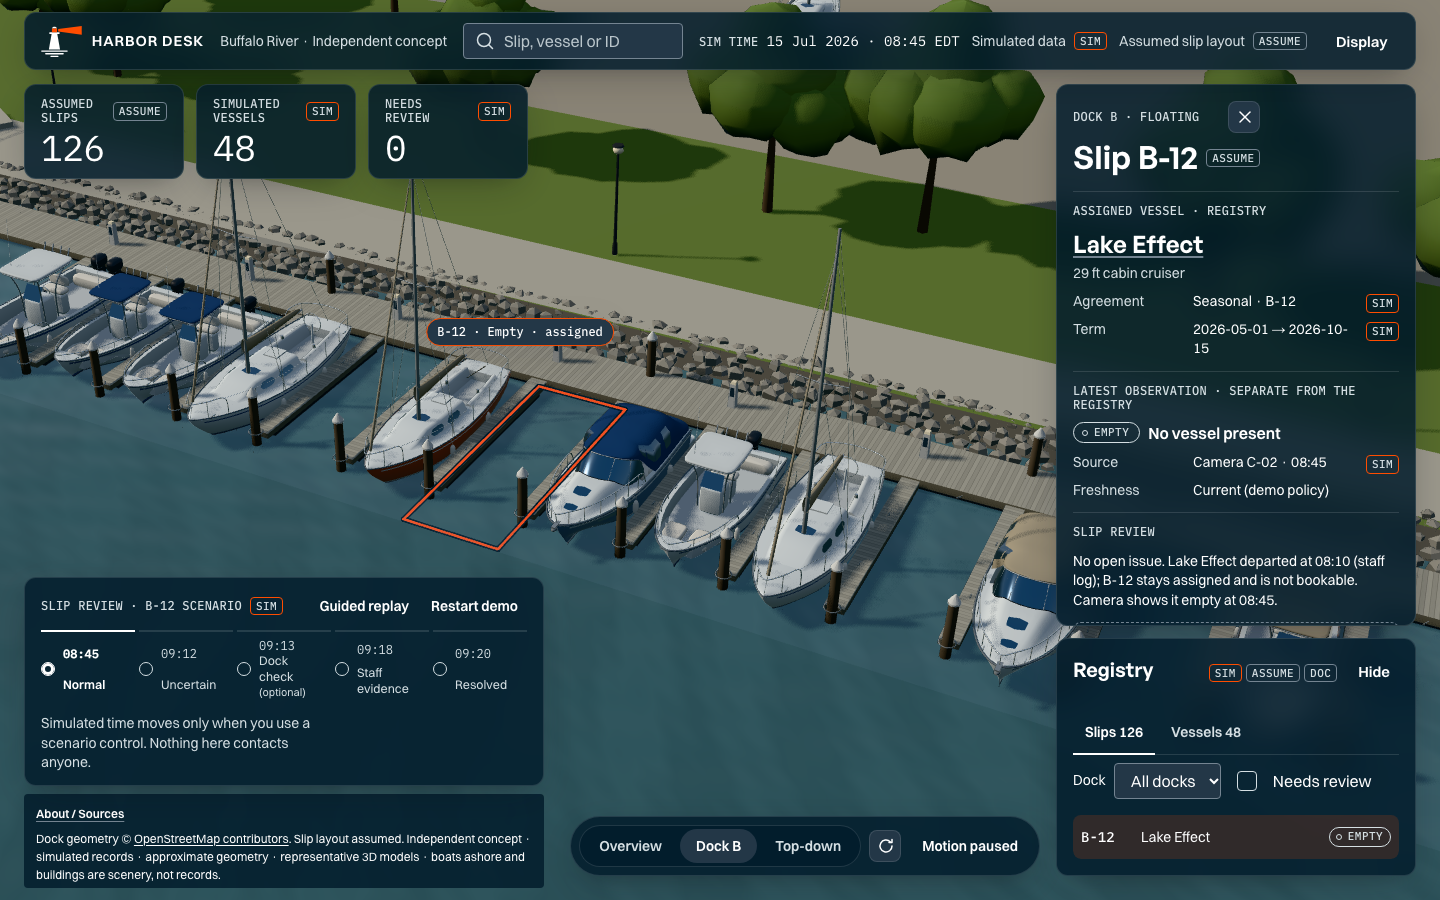 HARBOR DESK
Buffalo River · Independent concept
Slip, vessel or ID
SIM TIME 15 Jul 2026 · 08:45 EDT
Simulated data SIM
Assumed slip layout ASSUME
Display
ASSUMED SLIPS ASSUME
126
SIMULATED VESSELS SIM
48
NEEDS REVIEW SIM
0
B-12 · Empty · assigned
DOCK B · FLOATING
Slip B-12 ASSUME
ASSIGNED VESSEL · REGISTRY
Lake Effect
29 ft cabin cruiser
Agreement Seasonal · B-12 SIM
Term 2026-05-01 → 2026-10-
15 SIM
LATEST OBSERVATION · SEPARATE FROM THE
REGISTRY
EMPTY No vessel present
Source Camera C-02 · 08:45 SIM
Freshness Current (demo policy)
SLIP REVIEW
No open issue. Lake Effect departed at 08:10 (staff
log); B-12 stays assigned and is not bookable.
Camera shows it empty at 08:45.
SLIP REVIEW · B-12 SCENARIO SIM
Guided replay
Restart demo
08:45
Normal
09:12
Uncertain
09:13
Dock
check
(optional)
09:18
Staff
evidence
09:20
Resolved
Simulated time moves only when you use a
scenario control. Nothing here contacts
anyone.
About / Sources
Dock geometry © OpenStreetMap contributors. Slip layout assumed. Independent concept ·
simulated records · approximate geometry · representative 3D models · boats ashore and
buildings are scenery, not records.
Overview
Dock B
Top-down
Motion paused
Registry SIM ASSUME DOC Hide
Slips 126
Vessels 48
Dock All docks
Needs review
B-12 Lake Effect EMPTY